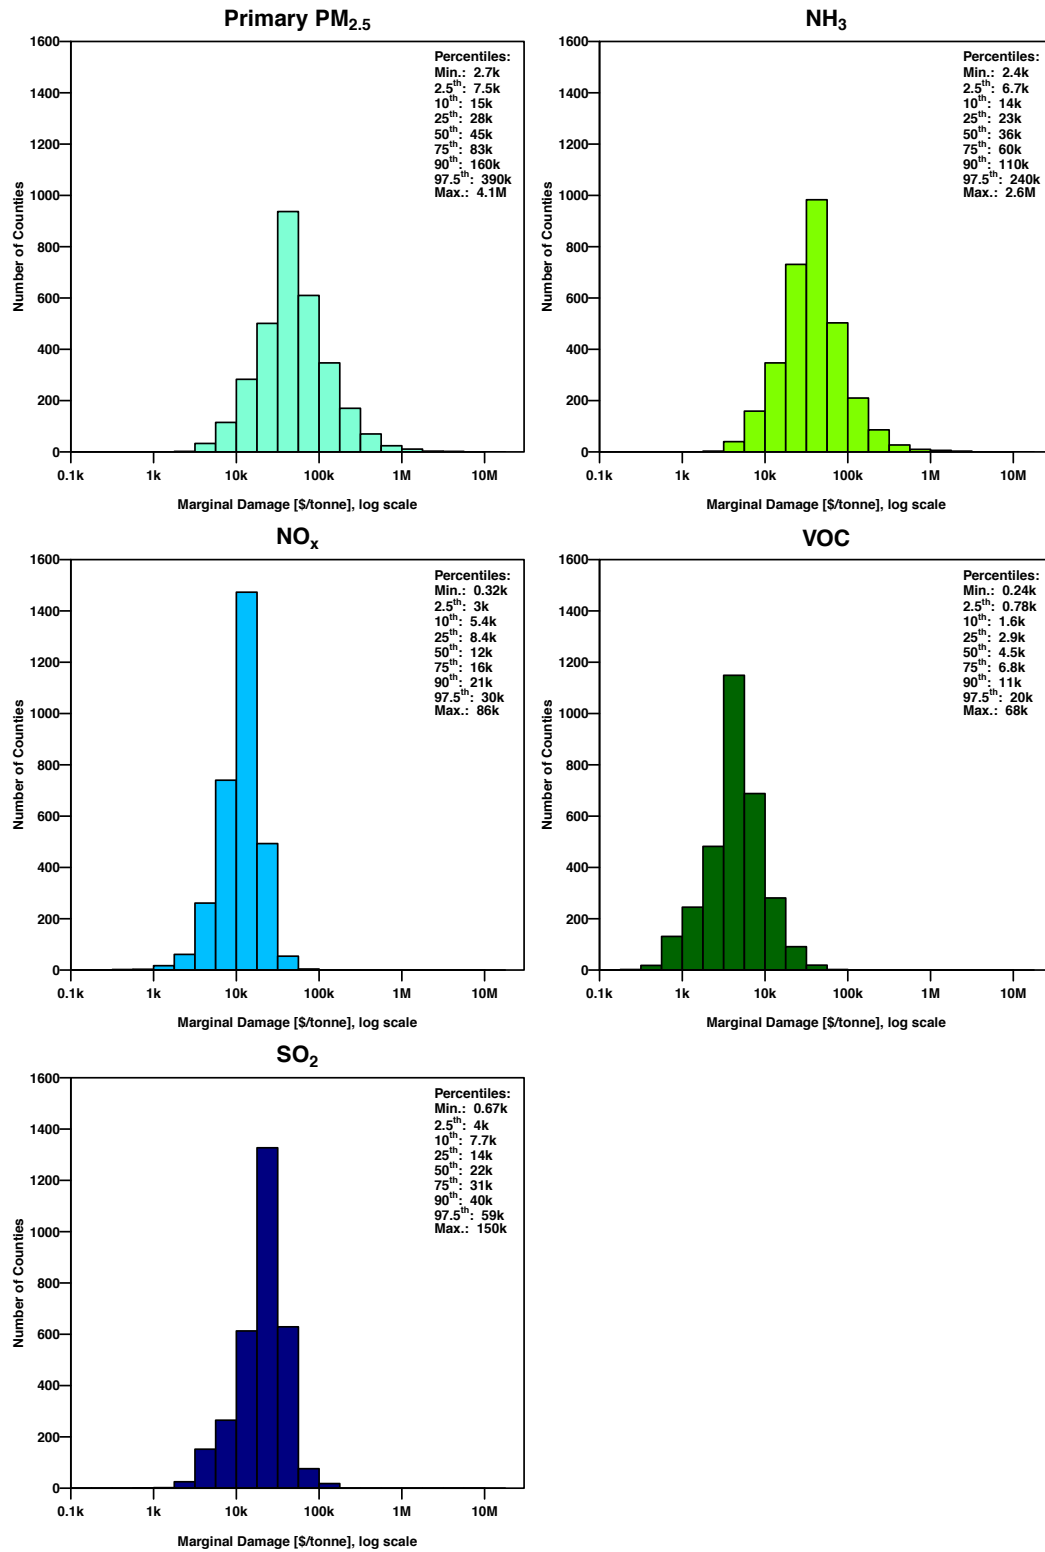 Primary PM2.5
1600
1400
1200
1000
800
600
400
200
0
Number of Counties
Percentiles:
Min.: 2.7k
2.5th: 7.5k
10th: 15k
25th: 28k
50th: 45k
75th: 83k
90th: 160k
97.5th: 390k
Max.: 4.1M
0.1k 1k 10k 100k 1M 10M
Marginal Damage [$/tonne], log scale
NH3
1600
1400
1200
1000
800
600
400
200
0
Number of Counties
Percentiles:
Min.: 2.4k
2.5th: 6.7k
10th: 14k
25th: 23k
50th: 36k
75th: 60k
90th: 110k
97.5th: 240k
Max.: 2.6M
0.1k 1k 10k 100k 1M 10M
Marginal Damage [$/tonne], log scale
NOx
1600
1400
1200
1000
800
600
400
200
0
Number of Counties
Percentiles:
Min.: 0.32k
2.5th: 3k
10th: 5.4k
25th: 8.4k
50th: 12k
75th: 16k
90th: 21k
97.5th: 30k
Max.: 86k
0.1k 1k 10k 100k 1M 10M
Marginal Damage [$/tonne], log scale
VOC
1600
1400
1200
1000
800
600
400
200
0
Number of Counties
Percentiles:
Min.: 0.24k
2.5th: 0.78k
10th: 1.6k
25th: 2.9k
50th: 4.5k
75th: 6.8k
90th: 11k
97.5th: 20k
Max.: 68k
0.1k 1k 10k 100k 1M 10M
Marginal Damage [$/tonne], log scale
SO2
1600
1400
1200
1000
800
600
400
200
0
Number of Counties
Percentiles:
Min.: 0.67k
2.5th: 4k
10th: 7.7k
25th: 14k
50th: 22k
75th: 31k
90th: 40k
97.5th: 59k
Max.: 150k
0.1k 1k 10k 100k 1M 10M
Marginal Damage [$/tonne], log scale